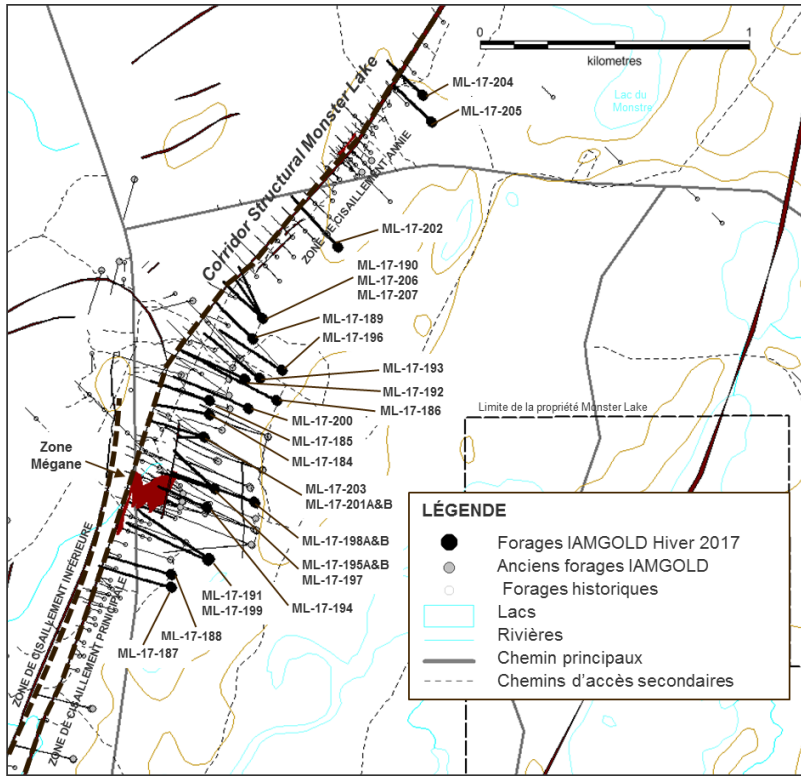 0
1
kilometres
Lac du
Monstre
ML-17-204
ML-17-205
Corridor Structural Monster Lake
ZONE DE CISAILLEMENT ANNIE
ML-17-202
ML-17-190
ML-17-206
ML-17-207
ML-17-189
ML-17-196
ML-17-193
ML-17-192
ML-17-186
ML-17-200
ML-17-185
ML-17-184
Limite de la propriété Monster Lake
Zone
Mégane
ML-17-203
ML-17-201A&B
ML-17-198A&B
ML-17-195A&B
ML-17-197
ML-17-194
ML-17-191
ML-17-199
ML-17-188
ML-17-187
ZONE DE CISAILLEMENT INFÉRIEURE
ZONE DE CISAILLEMENT PRINICIPALE
LÉGENDE
Forages IAMGOLD Hiver 2017
Anciens forages IAMGOLD
Forages historiques
Lacs
Rivières
Chemin principaux
Chemins d'accès secondaires